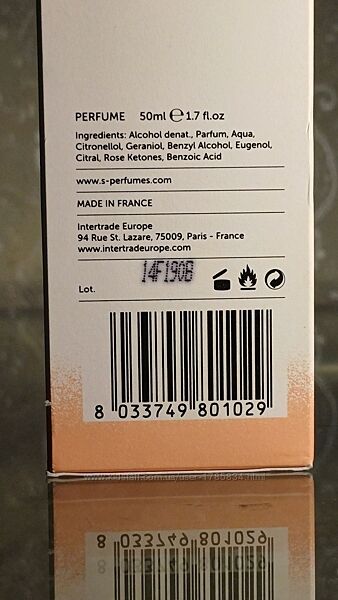 PERFUME 50ml ℮ 1.7 fl.oz
Ingredients: Alcohol denat., Parfum, Aqua,
Citronellol, Geraniol, Benzyl Alcohol, Eugenol,
Citral, Rose Ketones, Benzoic Acid
www.s-perfumes.com
MADE IN FRANCE
Intertrade Europe
94 Rue St. Lazare, 75009, Paris - France
www.intertradeurope.com
14F190B
Lot.
8 033749 801029